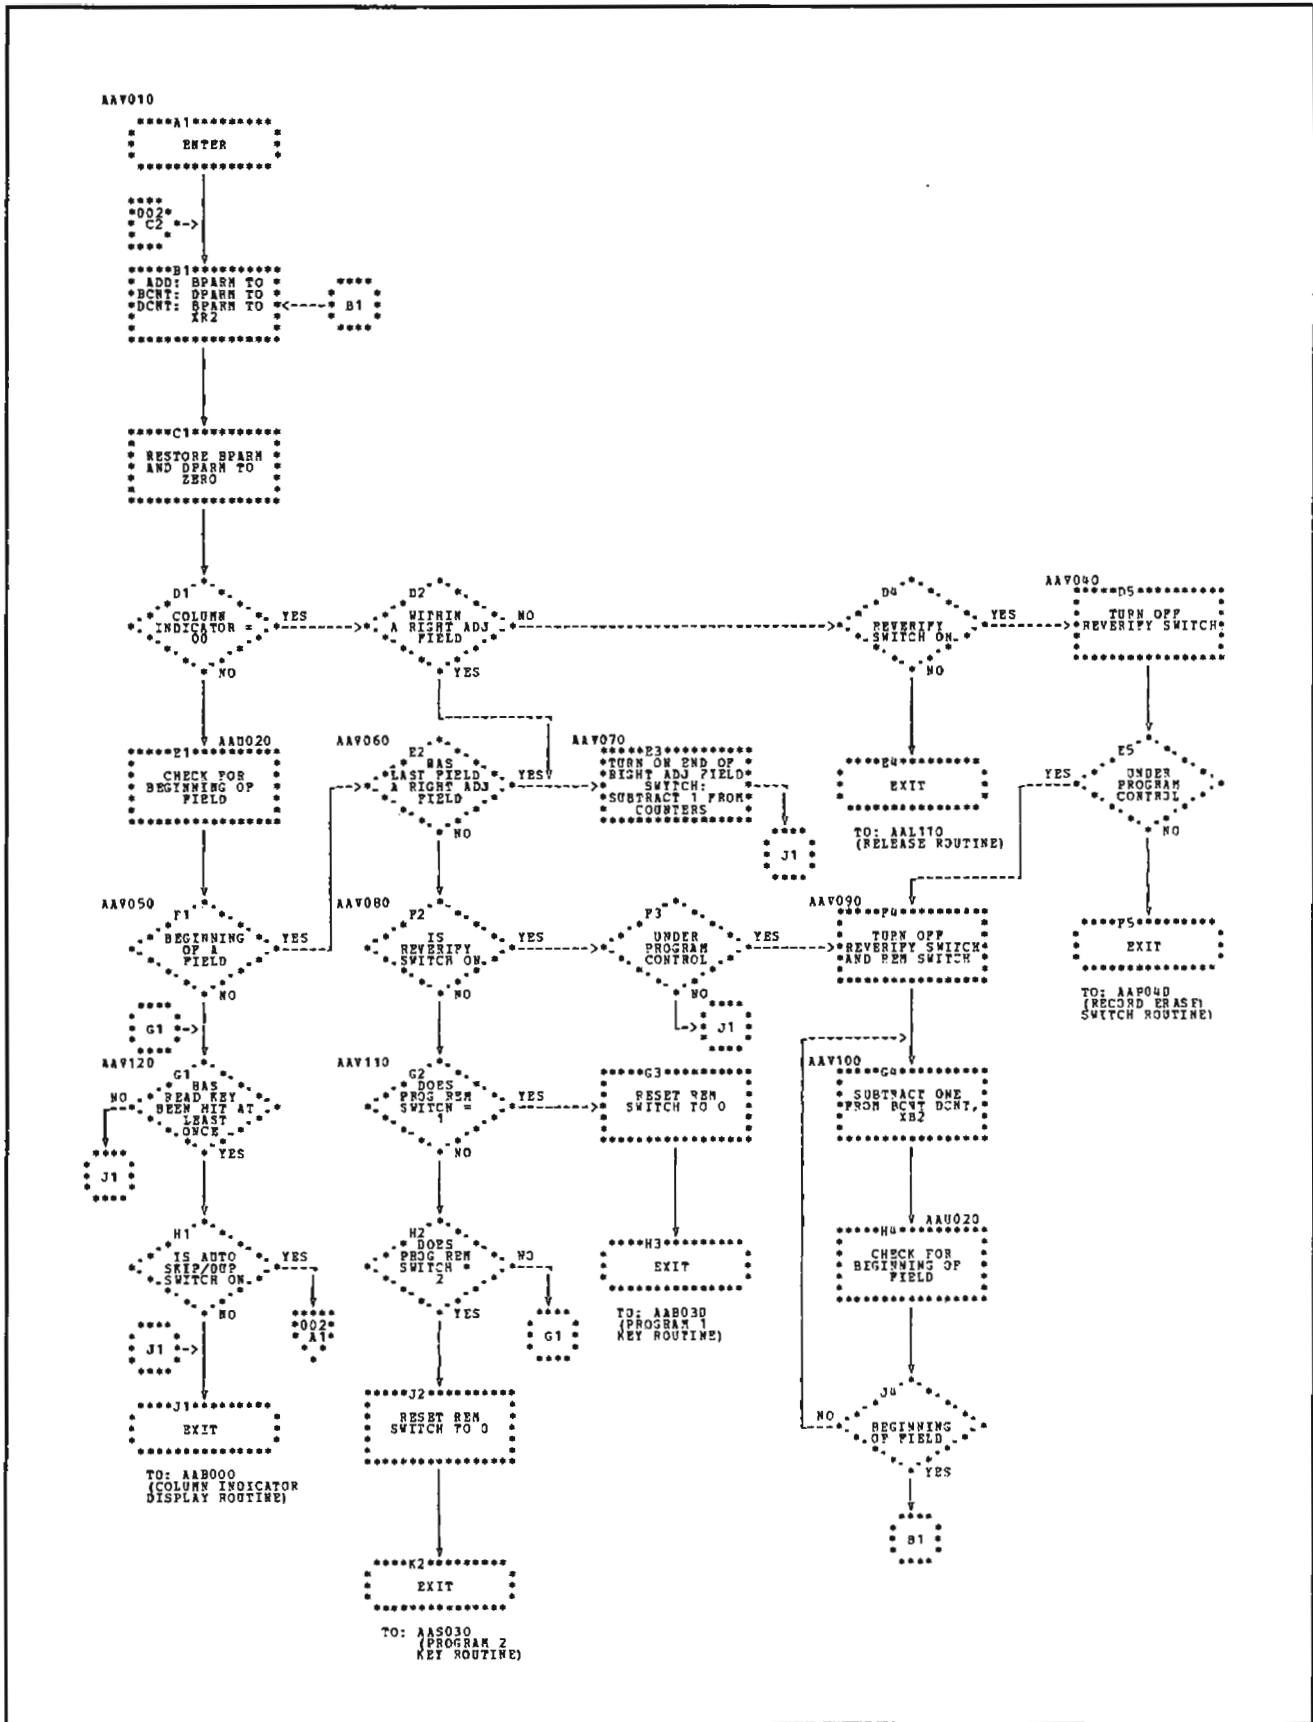 AAV010
A1
ENTER
002
C2
B1
ADD: BPARM TO
BCNT: DPARM TO
DCNT: BPARM TO
XR2
B1
C1
RESTORE BPARM
AND DPARM TO
ZERO
D1
COLUMN
INDICATOR =
00
YES
NO
D2
WITHIN
A RIGHT ADJ
FIELD
NO
YES
D4
REVERIFY
SWITCH ON
YES
NO
AAV040
D5
TURN OFF
REVERIFY SWITCH
AAU020
E1
CHECK FOR
BEGINNING OF
FIELD
AAV060
E2
WAS
LAST FIELD
A RIGHT ADJ
FIELD
YES
NO
AAV070
E3
TURN ON END OF
RIGHT ADJ FIELD
SWITCH:
SUBTRACT 1 FROM
COUNTERS
J1
E4
EXIT
TO: AAL110
(RELEASE ROUTINE)
E5
UNDER
PROGRAM
CONTROL
YES
NO
AAV050
F1
BEGINNING
OF A
FIELD
YES
NO
AAV080
F2
IS
REVERIFY
SWITCH ON
YES
NO
F3
UNDER
PROGRAM
CONTROL
YES
NO
J1
AAV090
F4
TURN OFF
REVERIFY SWITCH
AND REM SWITCH
F5
EXIT
TO: AAP040
(RECORD ERASE)
SWITCH ROUTINE)
G1
AAV120
G1
HAS
READ KEY
BEEN HIT AT
LEAST
ONCE
NO
YES
J1
AAV110
G2
DOES
PROG REM
SWITCH =
1
YES
NO
G3
RESET REM
SWITCH TO 0
AAV100
G4
SUBTRACT ONE
FROM BCNT DCNT,
XR2
H1
IS AUTO
SKIP/DUP
SWITCH ON
YES
NO
002
A1
H2
DOES
PROG REM
SWITCH =
2
NO
YES
G1
H3
EXIT
TO: AAB030
(PROGRAM 1
KEY ROUTINE)
AAU020
H4
CHECK FOR
BEGINNING OF
FIELD
J1
J1
EXIT
TO: AAB000
(COLUMN INDICATOR
DISPLAY ROUTINE)
J2
RESET REM
SWITCH TO 0
J4
BEGINNING
OF FIELD
NO
YES
B1
K2
EXIT
TO: AAS030
(PROGRAM 2
KEY ROUTINE)